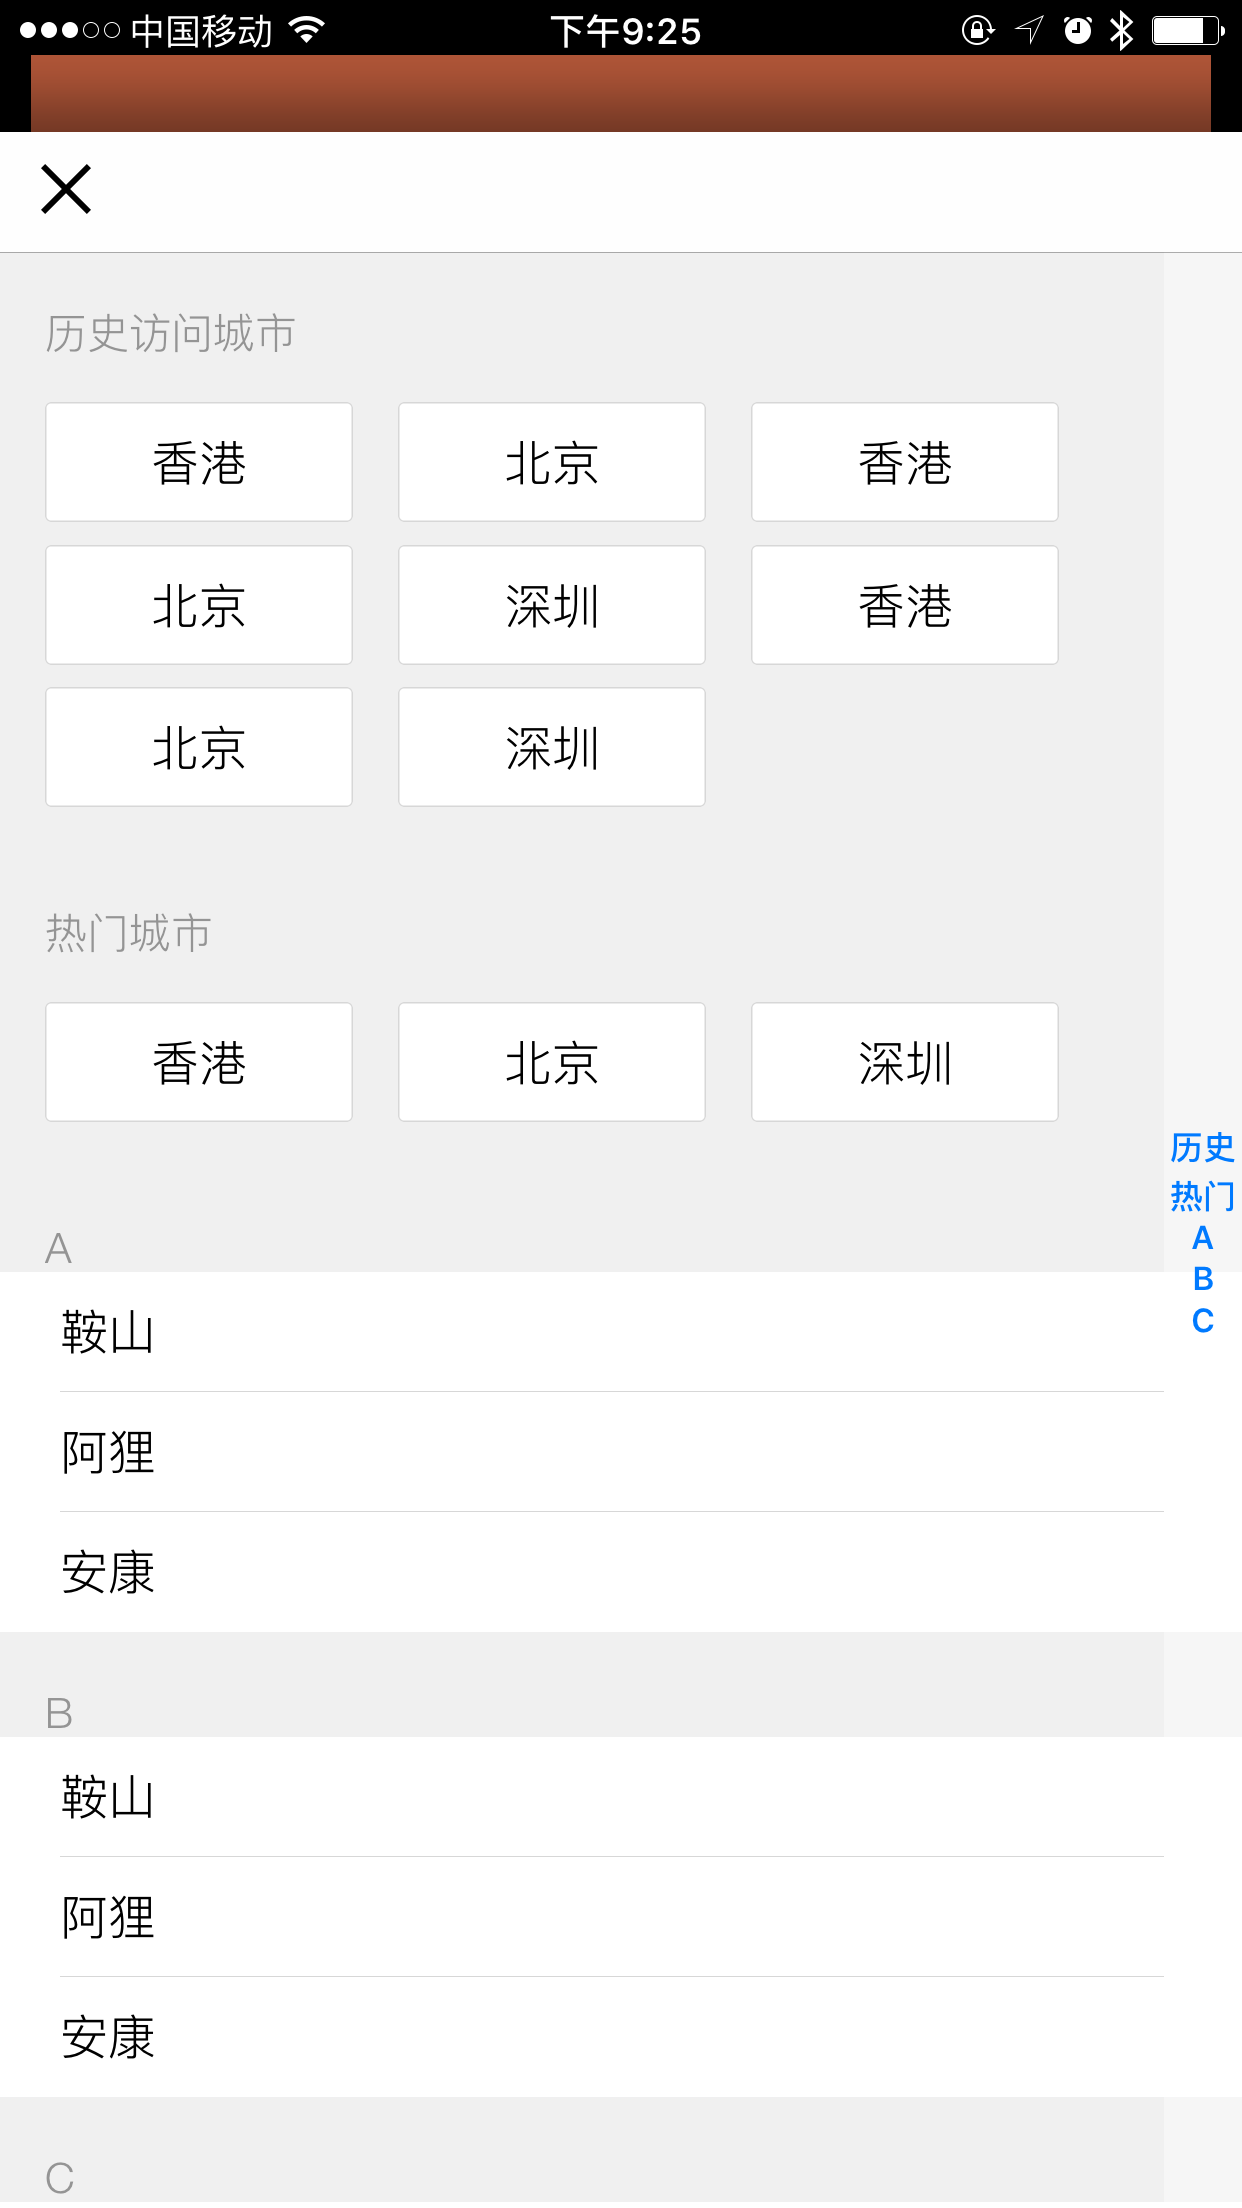 中国移动 下午9:25
历史访问城市
香港 北京 香港
北京 深圳 香港
北京 深圳
热门城市
香港 北京 深圳
历史
热门
A
B
C
A
鞍山
阿狸
安康
B
鞍山
阿狸
安康
C